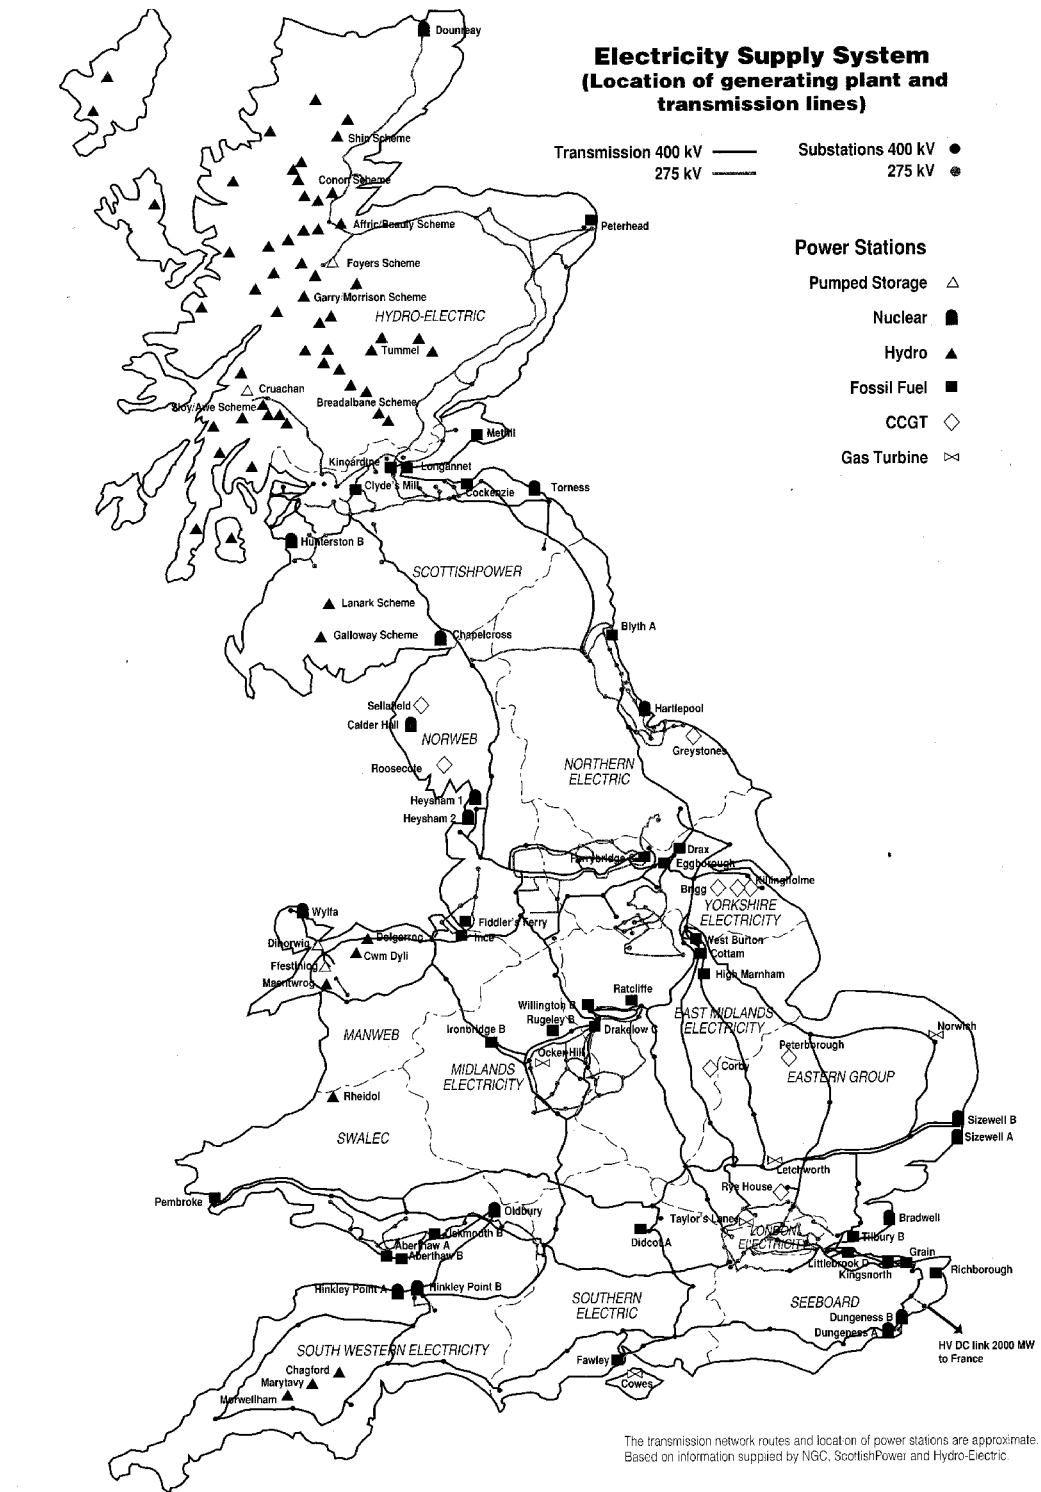 Electricity Supply System
(Location of generating plant and
transmission lines)
Transmission 400 kV
275 kV
Substations 400 kV
275 kV
Power Stations
Pumped Storage
Nuclear
Hydro
Fossil Fuel
CCGT
Gas Turbine
Dounreay
Shin Scheme
Conon Scheme
Affric/Beauly Scheme
Peterhead
Foyers Scheme
Garry/Morrison Scheme
HYDRO-ELECTRIC
Tummel
Cruachan
Sloy/Awe Scheme
Breadalbane Scheme
Methill
Kincardine
Longannet
Clyde's Mill
Cockenzie
Torness
Hunterston B
SCOTTISHPOWER
Lanark Scheme
Galloway Scheme
Chapelcross
Blyth A
Sellafield
Calder Hall
NORWEB
Roosecote
Hartlepool
Greystones
NORTHERN
ELECTRIC
Heysham 1
Heysham 2
Ferrybridge C
Drax
Eggborough
Brigg
Killingholme
YORKSHIRE
ELECTRICITY
Wylfa
Fiddler's Ferry
Ince
Dinorwig
Dolgarrog
Cwm Dyli
Ffestiniog
Maentwrog
West Burton
Cottam
High Marnham
Ratcliffe
Willington B
Rugeley B
Drakelow C
EAST MIDLANDS
ELECTRICITY
MANWEB
Ironbridge B
Ocker Hill
MIDLANDS
ELECTRICITY
Norwich
Peterborough
Corby
EASTERN GROUP
Rheidol
Sizewell B
Sizewell A
SWALEC
Letchworth
Rye House
Pembroke
Oldbury
Uskmouth B
Aberthaw A
Aberthaw B
Taylor's Lane
Didcot A
LONDON
ELECTRICITY
Bradwell
Tilbury B
Littlebrook D
Grain
Kingsnorth
Richborough
Hinkley Point A
Hinkley Point B
SOUTHERN
ELECTRIC
SEEBOARD
Dungeness B
Dungeness A
HV DC link 2000 MW
to France
SOUTH WESTERN ELECTRICITY
Fawley
Cowes
Chagford
Marytavy
Morwellham
The transmission network routes and location of power stations are approximate.
Based on information supplied by NGC, ScottishPower and Hydro-Electric.